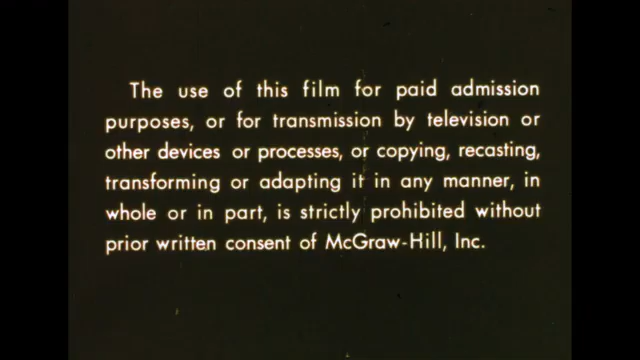 The use of this film for paid admission
purposes, or for transmission by television or
other devices or processes, or copying, recasting,
transforming or adapting it in any manner, in
whole or in part, is strictly prohibited without
prior written consent of McGraw-Hill, Inc.